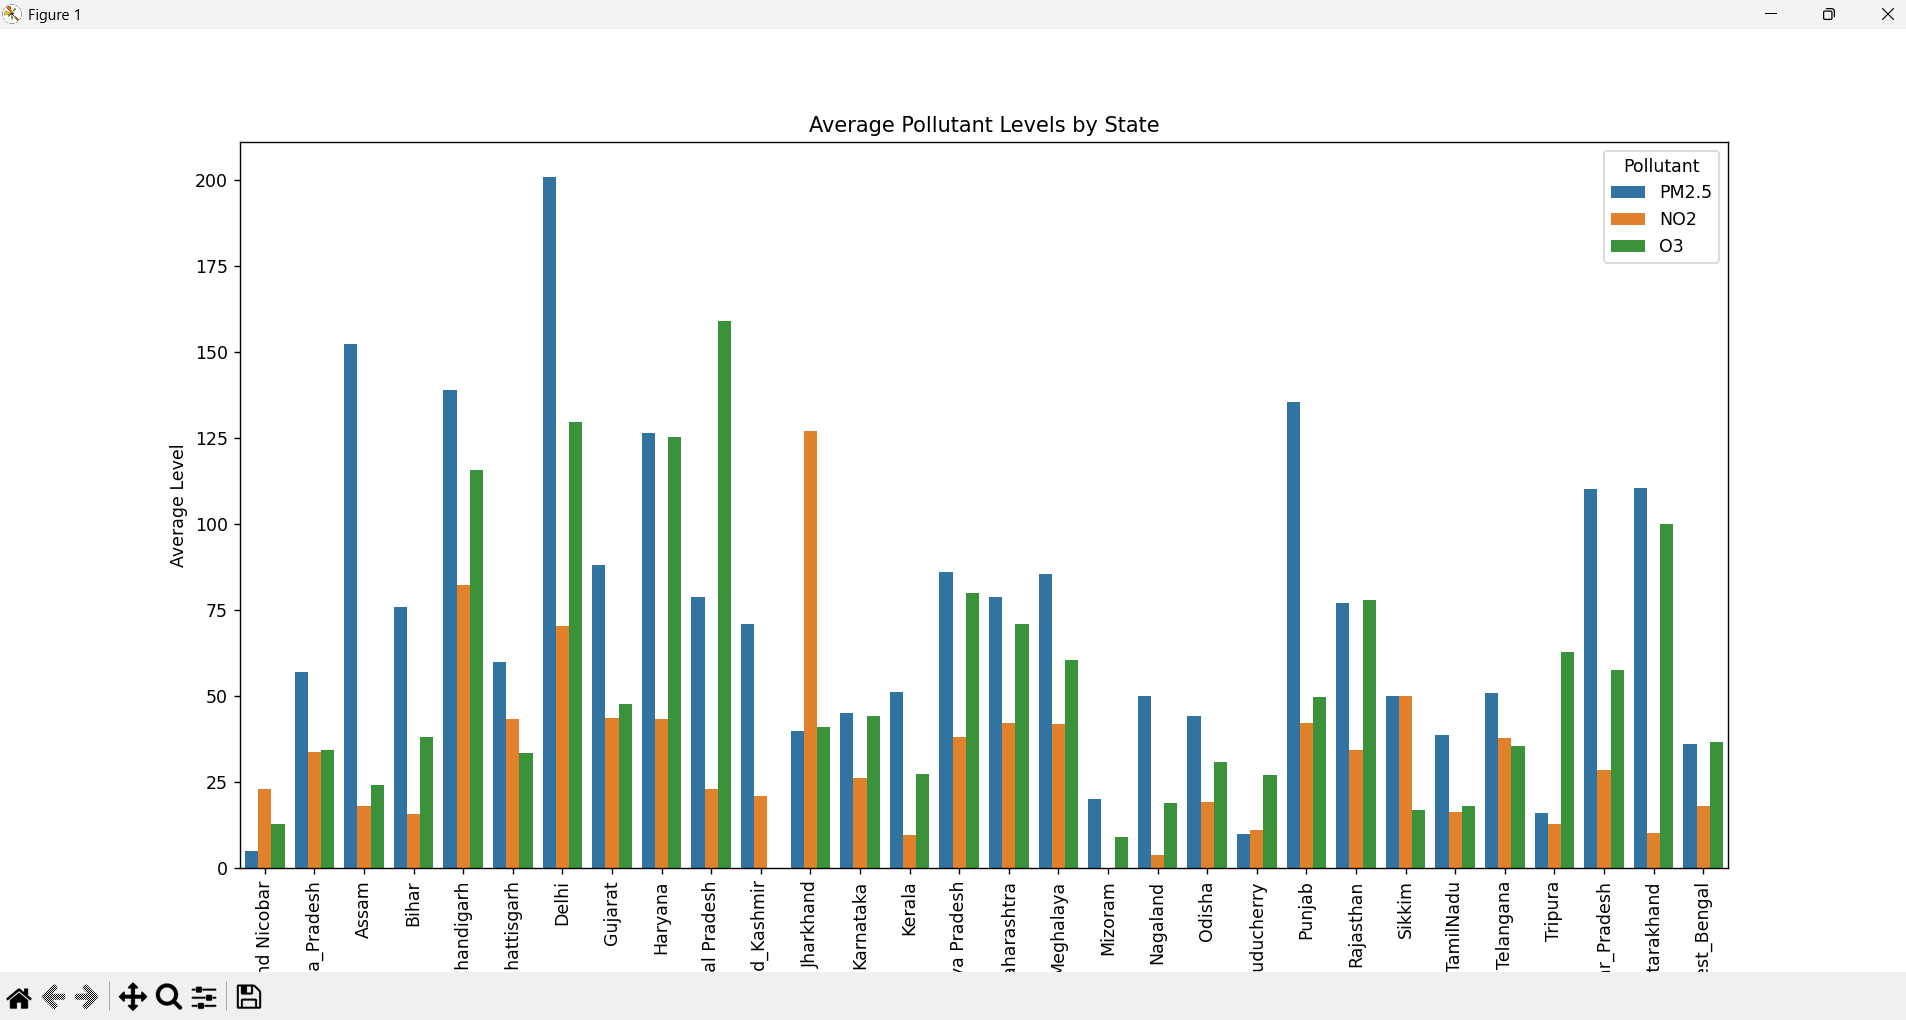 Figure 1
Average Pollutant Levels by State
Pollutant
PM2.5
NO2
O3
Average Level
200
175
150
125
100
75
50
25
0
nd Nicobar
a_Pradesh
Assam
Bihar
handigarh
hattisgarh
Delhi
Gujarat
Haryana
al Pradesh
d_Kashmir
Jharkhand
Karnataka
Kerala
ya Pradesh
aharashtra
Meghalaya
Mizoram
Nagaland
Odisha
uducherry
Punjab
Rajasthan
Sikkim
TamilNadu
Telangana
Tripura
ar_Pradesh
tarakhand
est_Bengal